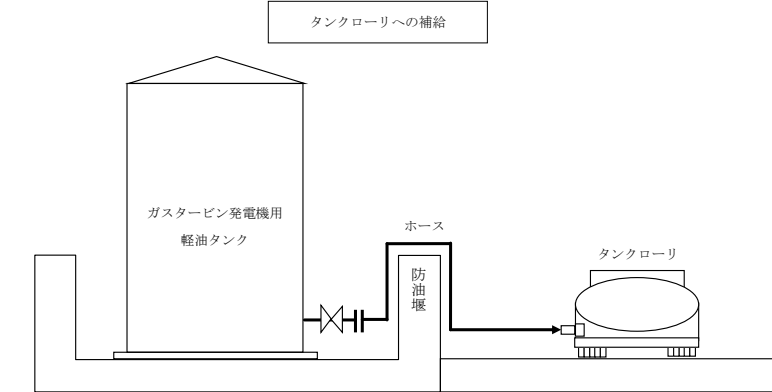 タンクローリへの補給
ガスタービン発電機用
軽油タンク
ホース
防油堰
タンクローリ